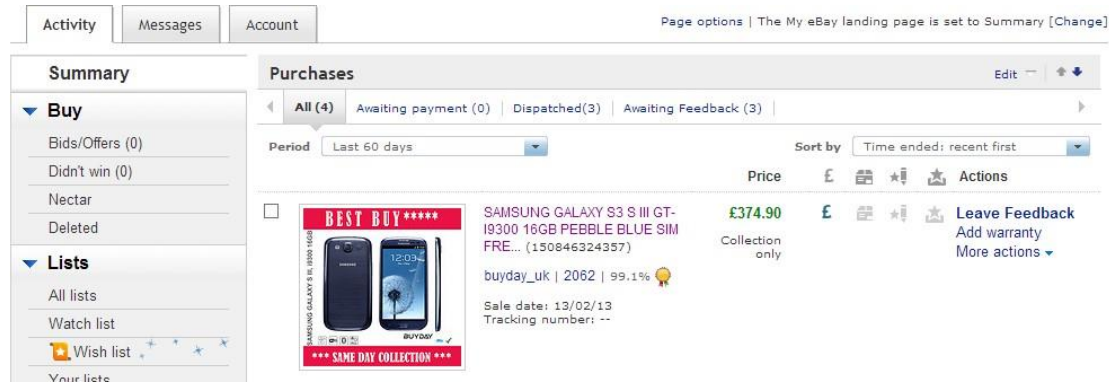 Activity
Messages
Account
Page options | The My eBay landing page is set to Summary [Change]
Summary
Buy
Bids/Offers (0)
Didn't win (0)
Nectar
Deleted
Lists
All lists
Watch list
Wish list
Your lists
Purchases
Edit
All (4)
Awaiting payment (0)
Dispatched(3)
Awaiting Feedback (3)
Period
Last 60 days
Sort by
Time ended: recent first
Price
£
Actions
BEST BUY*****
SAMSUNG GALAXY S III, I9300 16GB
SAMSUNG
12:03
BUYDAY
*** SAME DAY COLLECTION ***
SAMSUNG GALAXY S3 S III GT-
I9300 16GB PEBBLE BLUE SIM
FRE... (150846324357)
buyday_uk | 2062 | 99.1%
Sale date: 13/02/13
Tracking number: --
£374.90
Collection
only
£
Leave Feedback
Add warranty
More actions